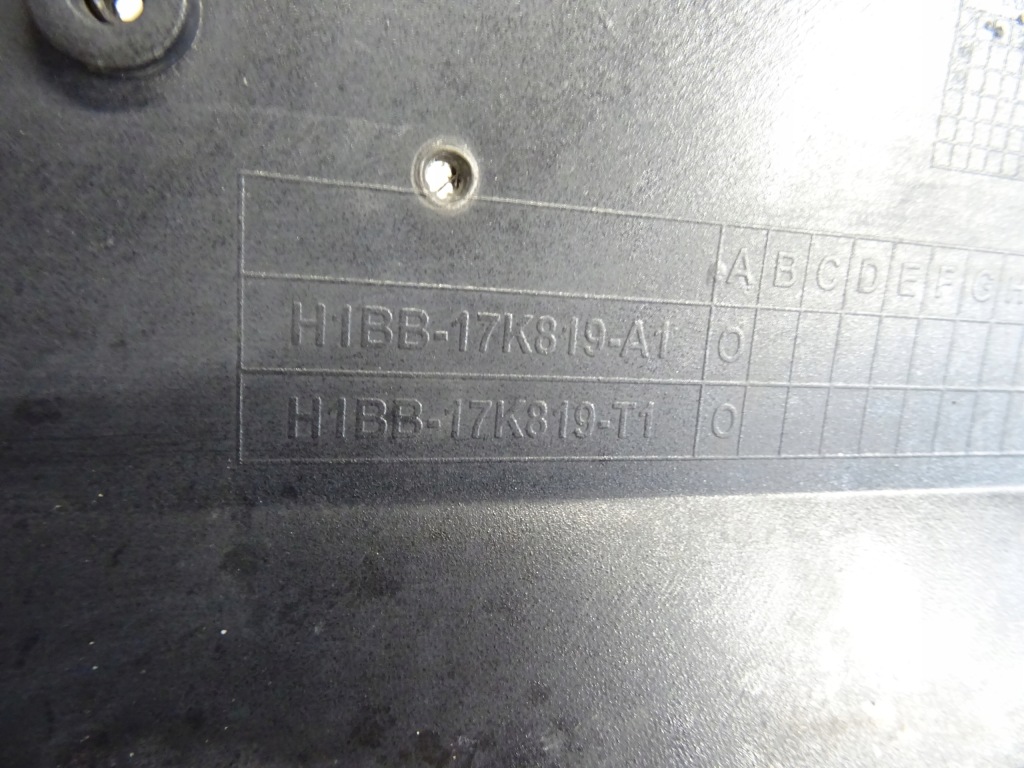 A B C D E F G H
H1BB-17K819-A1 O
H1BB-17K819-T1 O